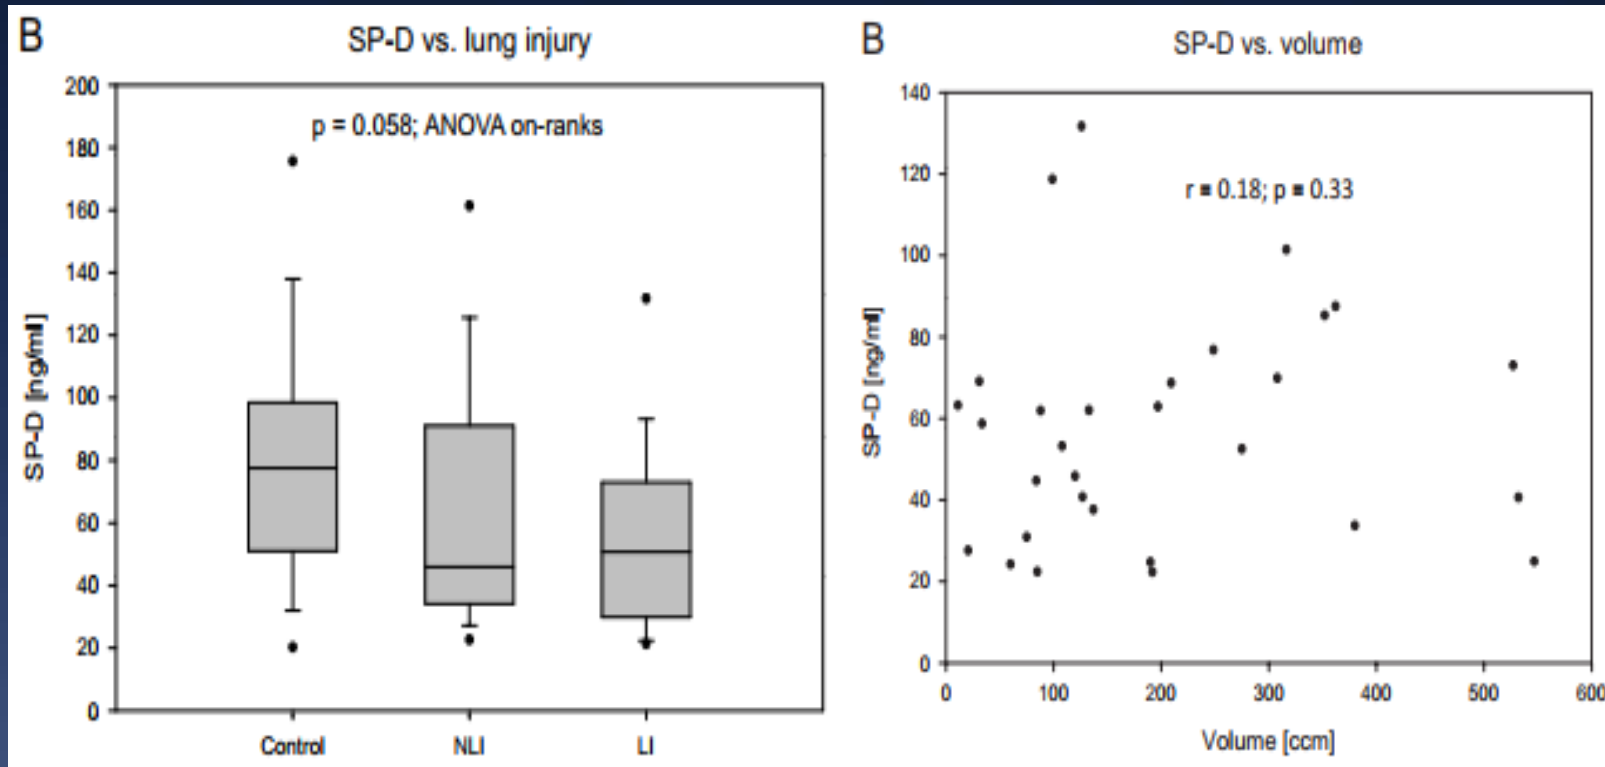 B
SP-D vs. lung injury
p = 0.058; ANOVA on-ranks
SP-D [ng/ml]
200
180
160
140
120
100
80
60
40
20
0
Control
NLI
LI
B
SP-D vs. volume
r = 0.18; p = 0.33
SP-D [ng/ml]
140
120
100
80
60
40
20
0
0
100
200
300
400
500
600
Volume [ccm]